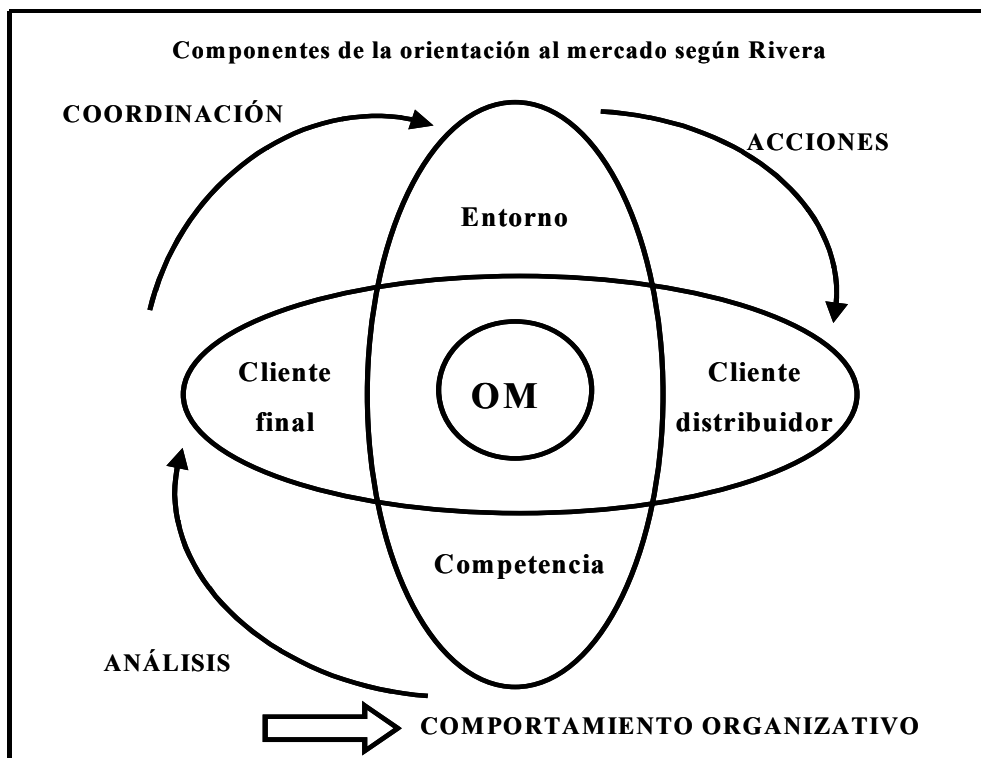 Componentes de la orientación al mercado según Rivera
COORDINACIÓN
ACCIONES
Entorno
Cliente
final
OM
Cliente
distribuidor
Competencia
ANÁLISIS
COMPORTAMIENTO ORGANIZATIVO